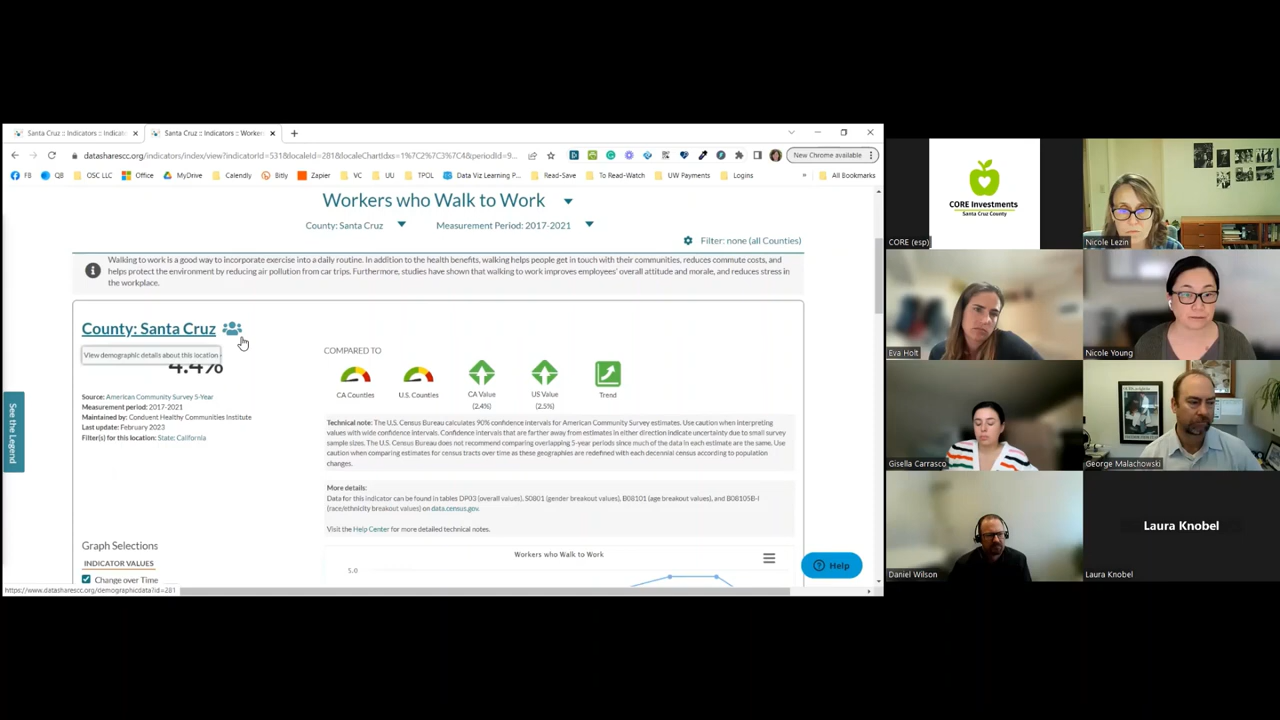 Santa Cruz :: Indicators :: Indicat
Santa Cruz :: Indicators :: Worker
datasharescc.org/indicators/index/view?indicatorId=531&localeId=281&localeChartIdxs=1%7C2%7C3%7C4&periodId=9...
New Chrome available
FB
QB
OSC LLC
Office
MyDrive
Calendly
Bitly
Zapier
VC
UU
TPOL
Data Viz Learning P...
Read-Save
To Read-Watch
UW Payments
Logins
»
All Bookmarks
Workers who Walk to Work
County: Santa Cruz
Measurement Period: 2017-2021
Filter: none (all Counties)
Walking to work is a good way to incorporate exercise into a daily routine. In addition to the health benefits, walking helps people get in touch with their communities, reduces commute costs, and
helps protect the environment by reducing air pollution from car trips. Furthermore, studies have shown that walking to work improves employees' overall attitude and morale, and reduces stress in
the workplace.
County: Santa Cruz
View demographic details about this location
4.4%
Source: American Community Survey 5-Year
Measurement period: 2017-2021
Maintained by: Conduent Healthy Communities Institute
Last update: February 2023
Filter(s) for this location: State: California
COMPARED TO
CA Counties
U.S. Counties
CA Value
(2.4%)
US Value
(2.5%)
Trend
Technical note: The U.S. Census Bureau calculates 90% confidence intervals for American Community Survey estimates. Use caution when interpreting
values with wide confidence intervals. Confidence intervals that are farther away from estimates in either direction indicate uncertainty due to small survey
sample sizes. The U.S. Census Bureau does not recommend comparing overlapping 5-year periods since much of the data in each estimate are the same. Use
caution when comparing estimates for census tracts over time as these geographies are redefined with each decennial census according to population
changes.
More details:
Data for this indicator can be found in tables DP03 (overall values), S0801 (gender breakout values), B08101 (age breakout values), and B08105B-I
(race/ethnicity breakout values) on data.census.gov.
Visit the Help Center for more detailed technical notes.
Graph Selections
INDICATOR VALUES
Change over Time
Workers who Walk to Work
5.0
Help
See the Legend
https://www.datasharescc.org/demographicdata?id=281
CORE Investments
Santa Cruz County
CORE (esp)
Nicole Lezin
Eva Holt
Nicole Young
Gisella Carrasco
George Malachowski
Daniel Wilson
Laura Knobel
Laura Knobel